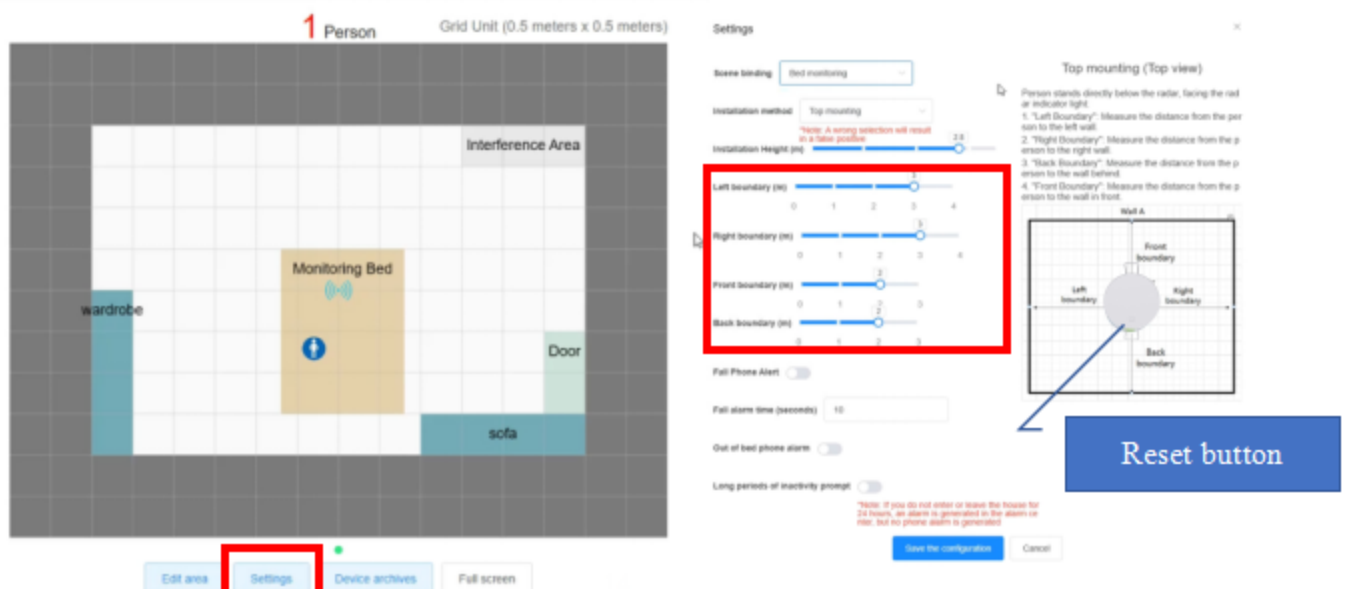 1 Person
Grid Unit (0.5 meters x 0.5 meters)
Interference Area
Monitoring Bed
wardrobe
Door
sofa
Edit area
Settings
Device archives
Full screen
Settings
Scene binding
Bed monitoring
Installation method
Top mounting
*Note: A wrong selection will result
in a false positive
Installation Height (m)
2.8
Left boundary (m)
3
0 1 2 3 4
Right boundary (m)
3
0 1 2 3 4
Front boundary (m)
2
0 1 2 3
Back boundary (m)
2
0 1 2 3
Fall Phone Alert
Fall alarm time (seconds)
10
Out of bed phone alarm
Long periods of inactivity prompt
*Note: If you do not enter or leave the house for
24 hours, an alarm is generated in the alarm ce
nter, but no phone alarm is generated
Save the configuration
Cancel
Top mounting (Top view)
Person stands directly below the radar, facing the rad
ar indicator light.
1. "Left Boundary": Measure the distance from the per
son to the left wall.
2. "Right Boundary": Measure the distance from the p
erson to the right wall.
3. "Back Boundary": Measure the distance from the p
erson to the wall behind.
4. "Front Boundary": Measure the distance from the p
erson to the wall in front.
Wall A
Front
boundary
Left
boundary
Right
boundary
Back
boundary
Reset button